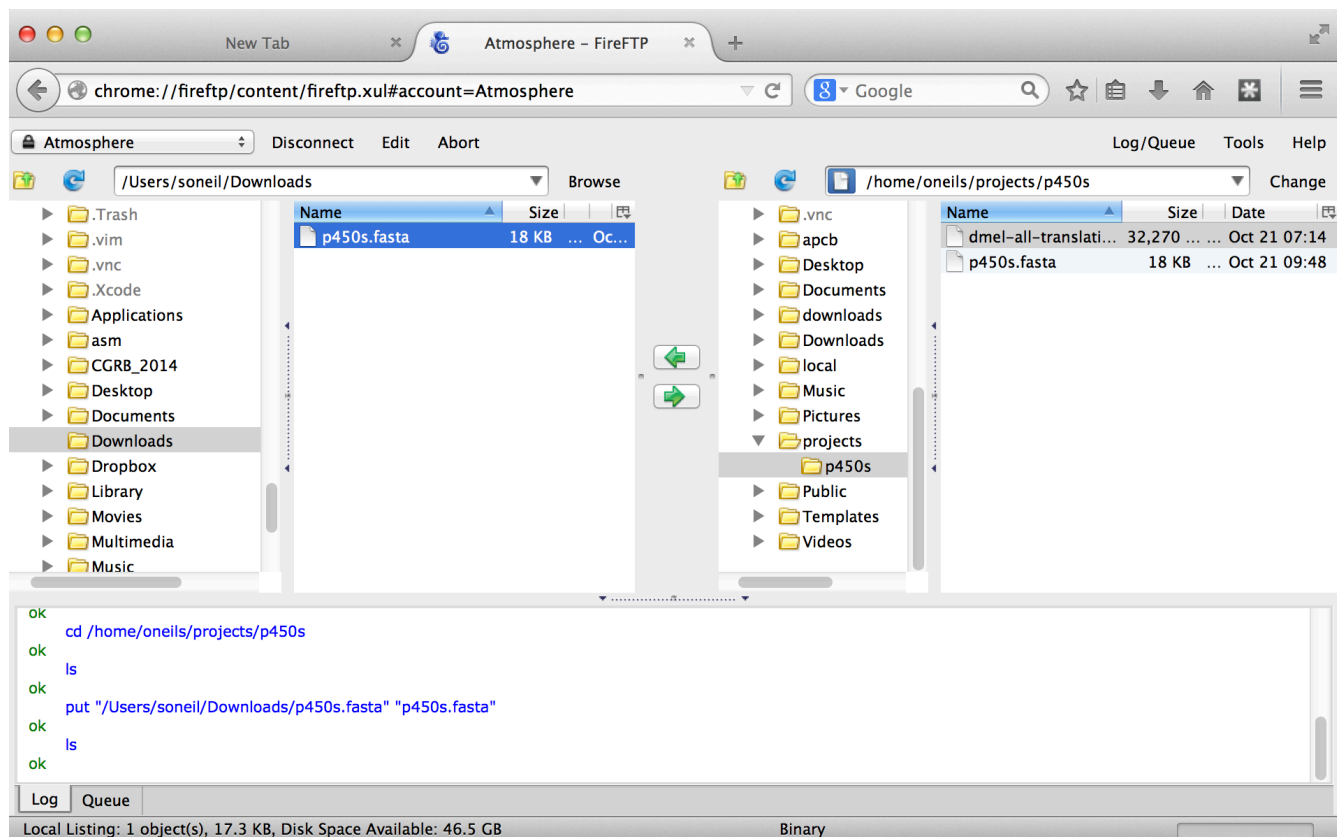 New Tab
Atmosphere – FireFTP
chrome://fireftp/content/fireftp.xul#account=Atmosphere
8 Google
Atmosphere Disconnect Edit Abort Log/Queue Tools Help
/Users/soneil/Downloads Browse
/home/oneils/projects/p450s Change
.Trash
.vim
.vnc
.Xcode
Applications
asm
CGRB_2014
Desktop
Documents
Downloads
Dropbox
Library
Movies
Multimedia
Music
Name Size
p450s.fasta 18 KB ... Oc...
.vnc
apcb
Desktop
Documents
downloads
Downloads
local
Music
Pictures
projects
p450s
Public
Templates
Videos
Name Size Date
dmel-all-translati... 32,270 ... ... Oct 21 07:14
p450s.fasta 18 KB ... Oct 21 09:48
ok
cd /home/oneils/projects/p450s
ok
ls
ok
put "/Users/soneil/Downloads/p450s.fasta" "p450s.fasta"
ok
ls
ok
Log Queue
Local Listing: 1 object(s), 17.3 KB, Disk Space Available: 46.5 GB Binary